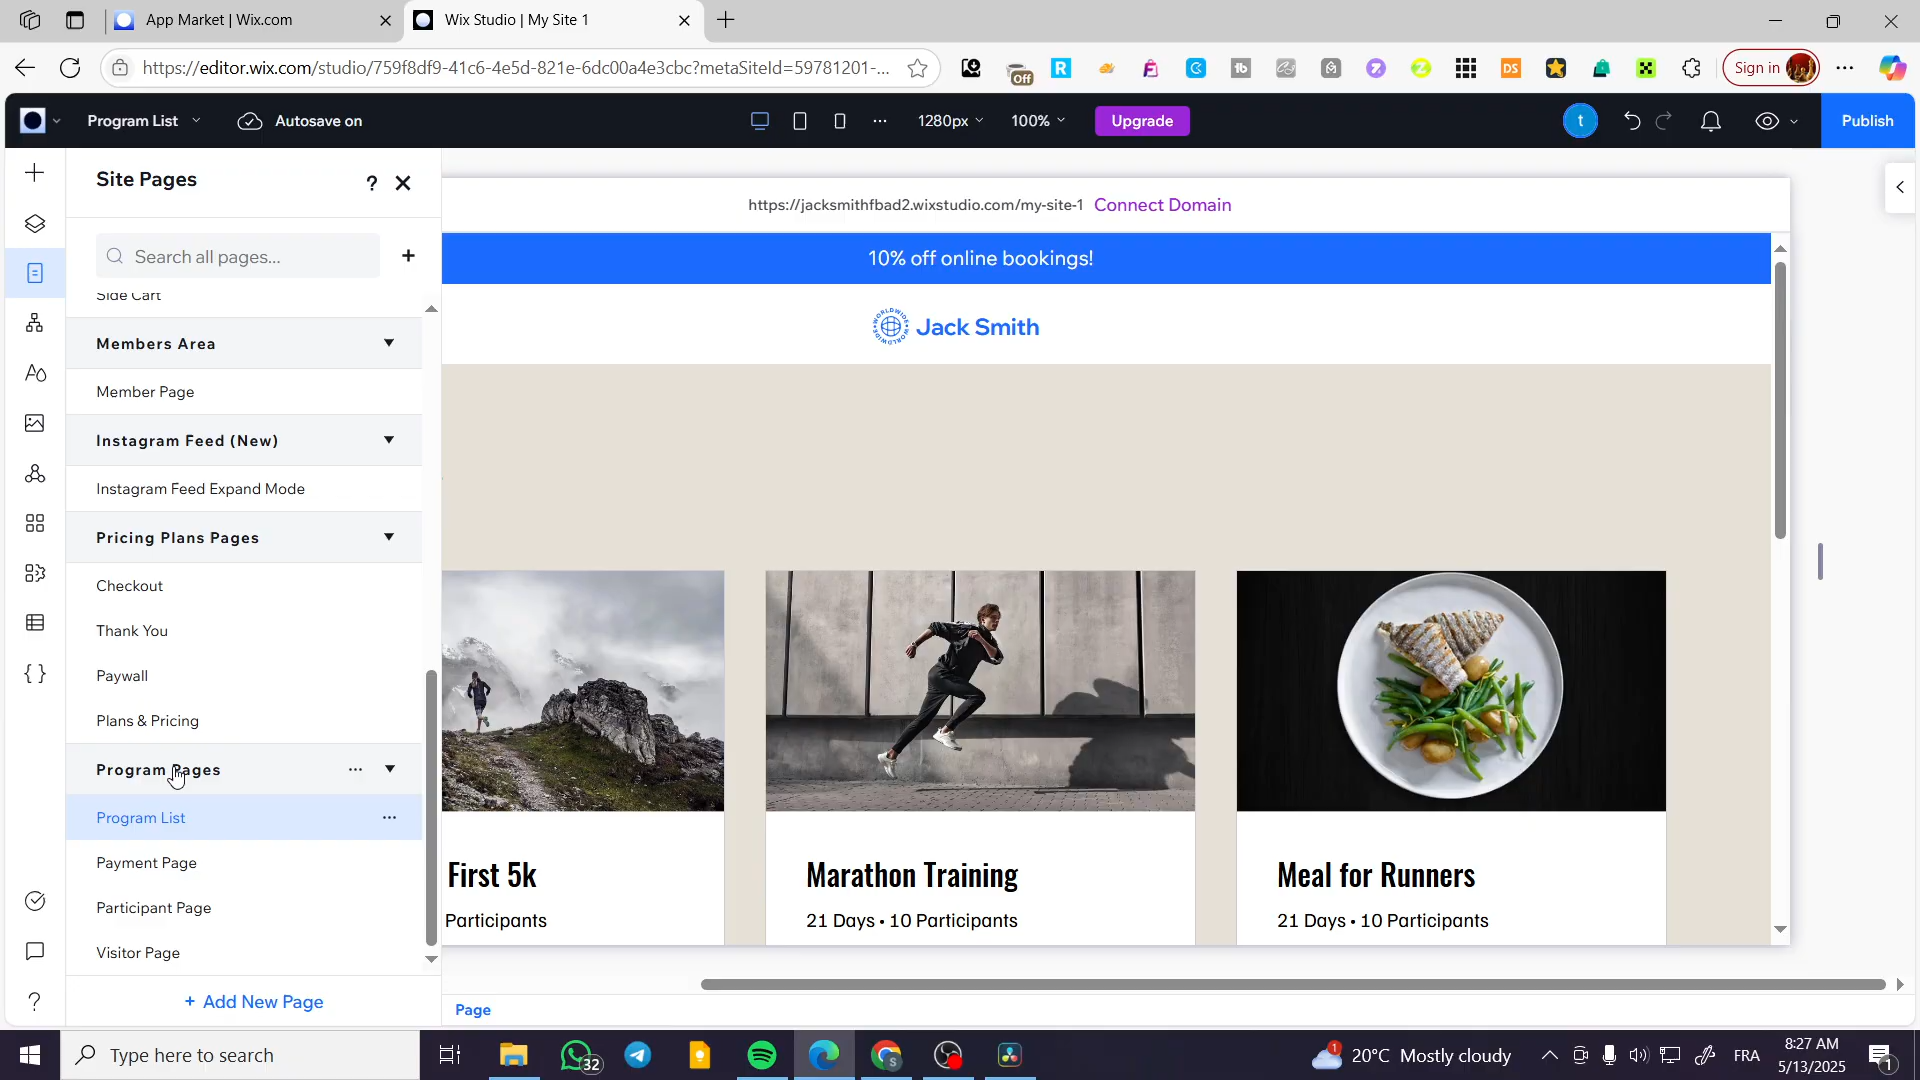 App Market | Wix.com
Wix Studio | My Site 1
https://editor.wix.com/studio/759f8df9-41c6-4e5d-821e-6dc00a4e3cbc?metaSiteId=59781201-...
Off
Sign in
Program List
Autosave on
1280px
100%
Upgrade
t
Publish
Site Pages
?
Search all pages...
Side Cart
Members Area
Member Page
Instagram Feed (New)
Instagram Feed Expand Mode
Pricing Plans Pages
Checkout
Thank You
Paywall
Plans & Pricing
Program Pages
Program List
Payment Page
Participant Page
Visitor Page
+ Add New Page
https://jacksmithfbad2.wixstudio.com/my-site-1 Connect Domain
10% off online bookings!
Jack Smith
First 5k
Participants
Marathon Training
21 Days • 10 Participants
Meal for Runners
21 Days • 10 Participants
Page
Type here to search
32
1
20°C Mostly cloudy
FRA
8:27 AM
5/13/2025
1